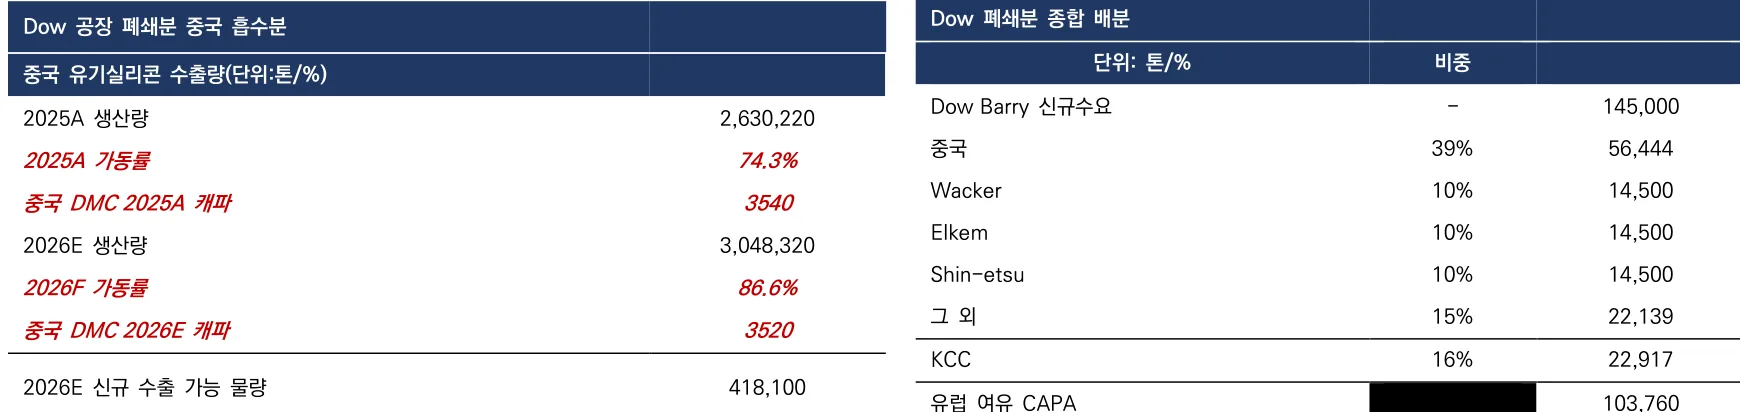 Dow 공장 폐쇄분 중국 흡수분
중국 유기실리콘 수출량(단위:톤/%)
2025A 생산량 2,630,220
2025A 가동률 74.3%
중국 DMC 2025A 캐파 3540
2026E 생산량 3,048,320
2026F 가동률 86.6%
중국 DMC 2026E 캐파 3520
2026E 신규 수출 가능 물량 418,100
Dow 폐쇄분 종합 배분
단위: 톤/% 비중
Dow Barry 신규수요 - 145,000
중국 39% 56,444
Wacker 10% 14,500
Elkem 10% 14,500
Shin-etsu 10% 14,500
그 외 15% 22,139
KCC 16% 22,917
유럽 여유 CAPA 103,760